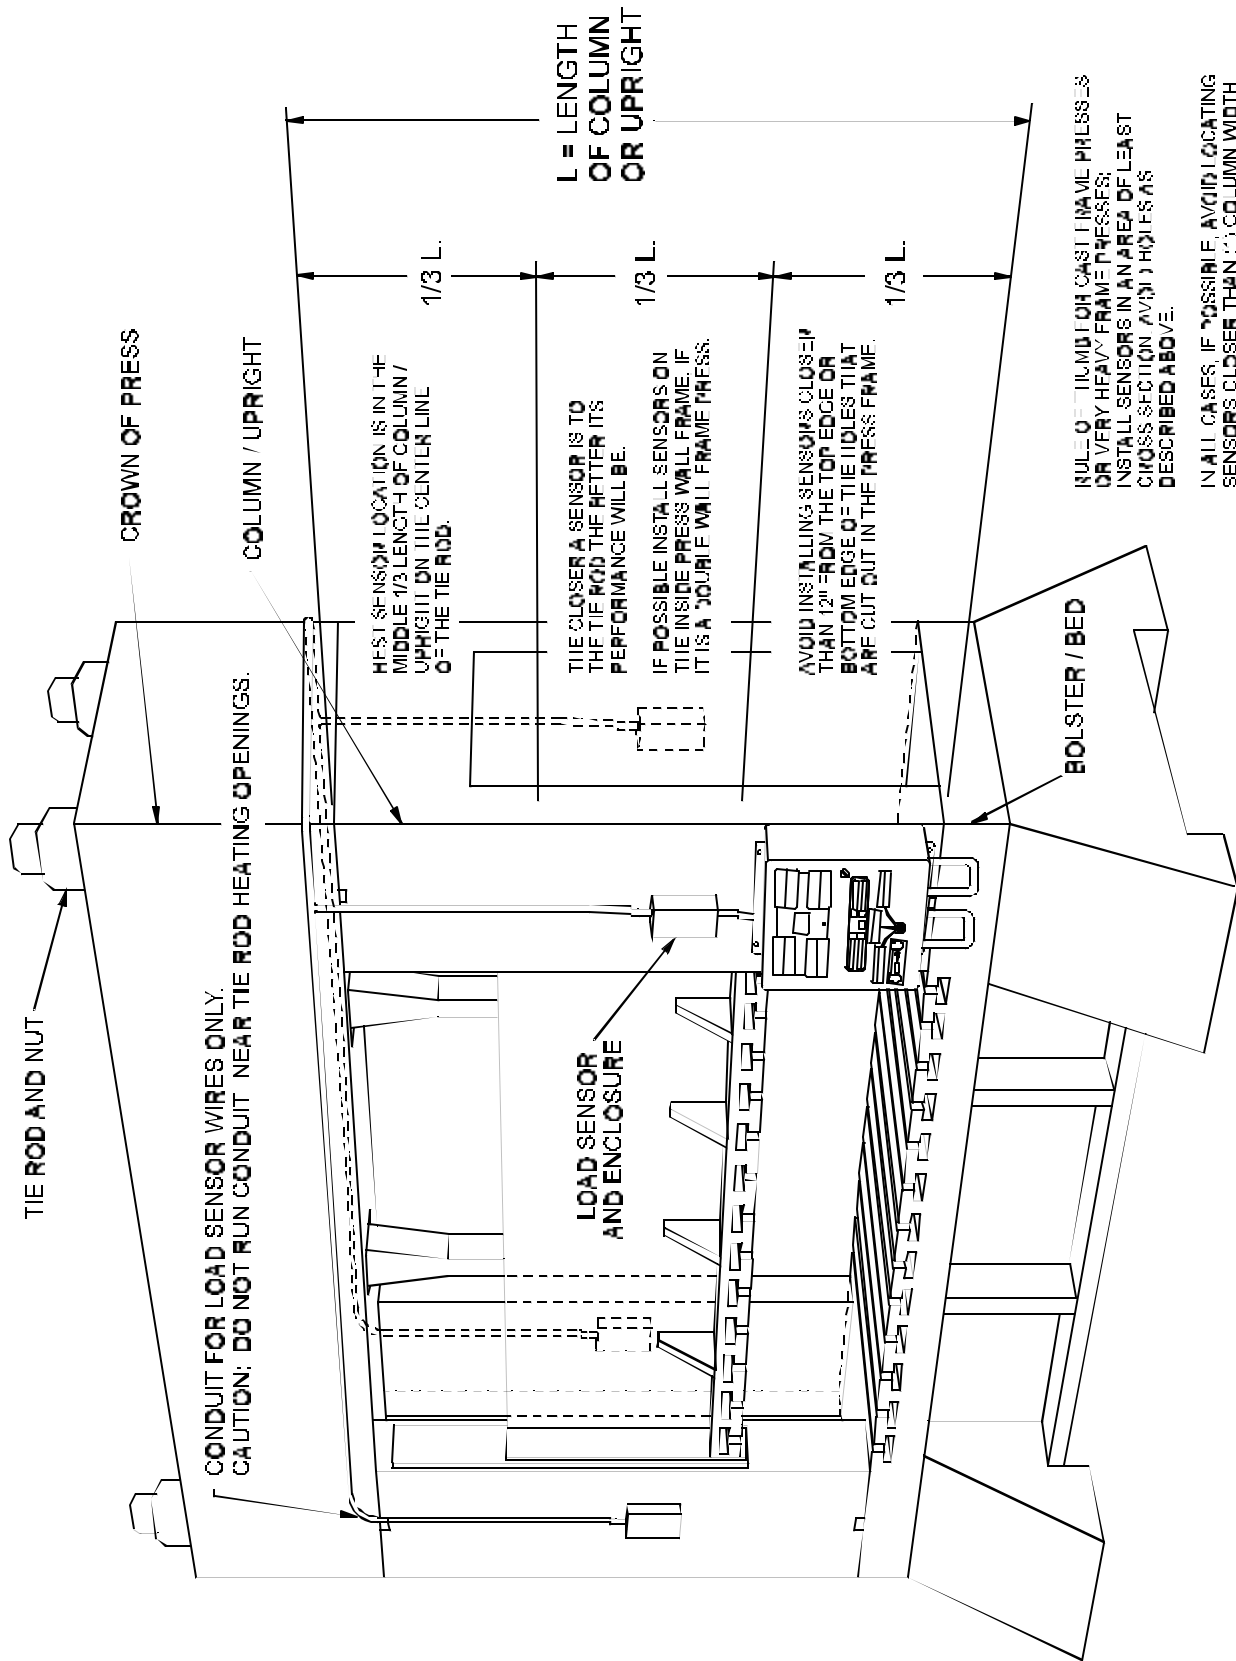 TIE ROD AND NUT
CROWN OF PRESS
CONDUIT FOR LOAD SENSOR WIRES ONLY.
CAUTION: DO NOT RUN CONDUIT NEAR TIE ROD HEATING OPENINGS.
COLUMN / UPRIGHT
L = LENGTH
OF COLUMN
OR UPRIGHT
1/3 L.
1/3 L.
1/3 L.
BEST SENSOR LOCATION IS IN THE
MIDDLE 1/3 LENGTH OF COLUMN /
UPRIGHT ON THE CENTER LINE
OF THE TIE ROD.
THE CLOSER A SENSOR IS TO
THE TIE ROD THE BETTER ITS
PERFORMANCE WILL BE.
IF POSSIBLE INSTALL SENSORS ON
THE INSIDE PRESS WALL FRAME. IF
IT IS A DOUBLE WALL FRAME PRESS.
AVOID INSTALLING SENSORS CLOSER
THAN 12" FROM THE TOP EDGE OR
BOTTOM EDGE OF THE HOLES THAT
ARE CUT OUT IN THE PRESS FRAME.
LOAD SENSOR
AND ENCLOSURE
BOLSTER / BED
RULE OF THUMB FOR CAST FRAME PRESSES
OR VERY HEAVY FRAME PRESSES;
INSTALL SENSORS IN AN AREA OF LEAST
CROSS SECTION. AVOID HOLES AS
DESCRIBED ABOVE.
IN ALL CASES, IF POSSIBLE, AVOID LOCATING
SENSORS CLOSER THAN COLUMN WIDTH